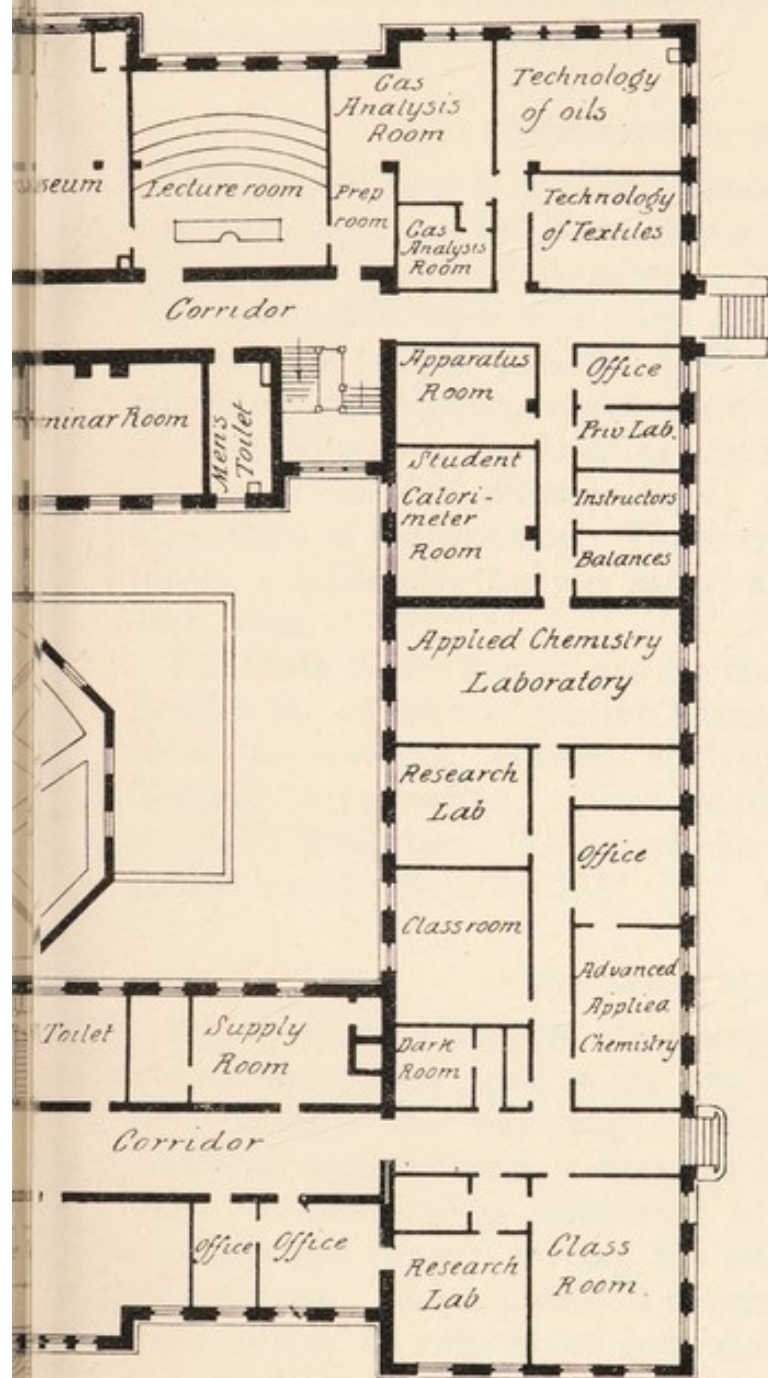 Gas
Analysis
Room
Technology
of oils
useum
Lecture room
Prep
room
Gas
Analysis
Room
Technology
of Textiles
Corridor
Apparatus
Room
Office
minar Room
Men's
Toilet
Priv Lab.
Student
Calori-
meter
Room
Instructors
Balances
Applied Chemistry
Laboratory
Research
Lab
Office
Classroom
Advanced
Applied
Chemistry
Toilet
Supply
Room
Dark
Room
Corridor
Office
Office
Research
Lab
Class
Room.